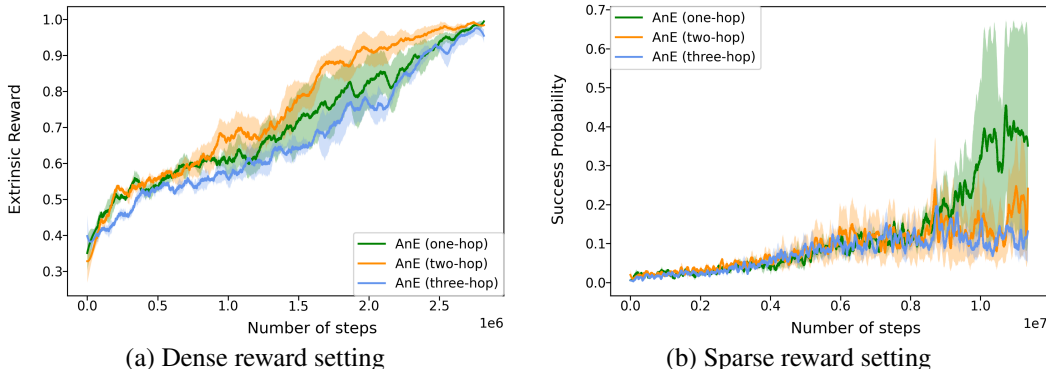 1.0
0.9
0.8
0.7
0.6
0.5
0.4
0.3
Extrinsic Reward
AnE (one-hop)
AnE (two-hop)
AnE (three-hop)
0.0 0.5 1.0 1.5 2.0 2.5
1e6
Number of steps
(a) Dense reward setting
0.7
0.6
0.5
0.4
0.3
0.2
0.1
0.0
Success Probability
AnE (one-hop)
AnE (two-hop)
AnE (three-hop)
0.0 0.2 0.4 0.6 0.8 1.0
1e7
Number of steps
(b) Sparse reward setting